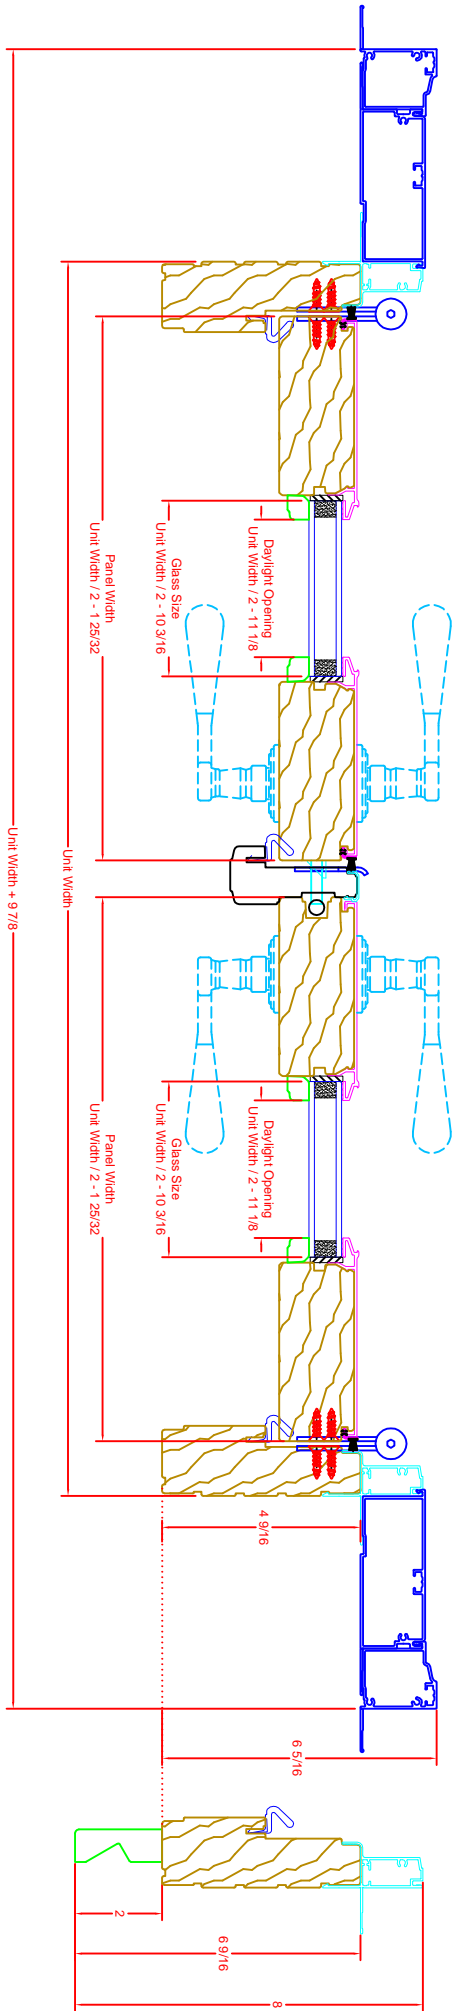 Daylight Opening
Unit Width / 2 - 11 1/8
Glass Size
Unit Width / 2 - 10 3/16
Panel Width
Unit Width / 2 - 1 25/32
Unit Width
Unit Width + 9 7/8
Daylight Opening
Unit Width / 2 - 11 1/8
Glass Size
Unit Width / 2 - 10 3/16
Panel Width
Unit Width / 2 - 1 25/32
4 9/16
6 5/16
2
6 9/16
8